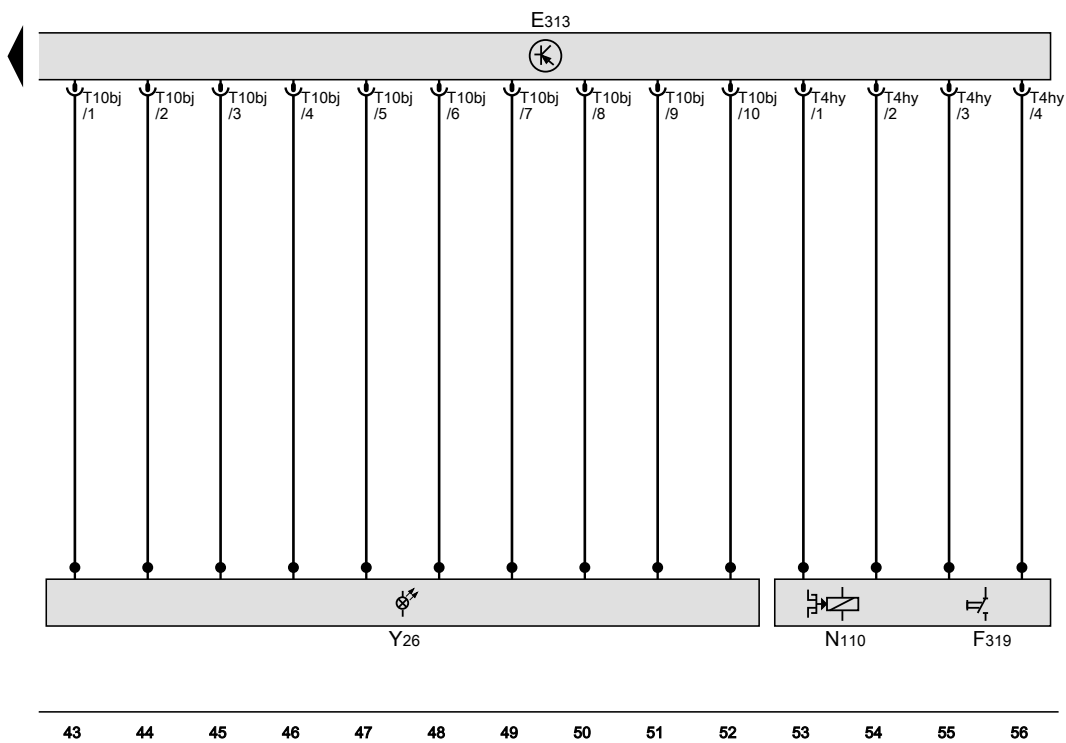 E313
T10bj T10bj T10bj T10bj T10bj T10bj T10bj T10bj T10bj T10bj T4hy T4hy T4hy T4hy
/1 /2 /3 /4 /5 /6 /7 /8 /9 /10 /1 /2 /3 /4
Y26 N110 F319
43 44 45 46 47 48 49 50 51 52 53 54 55 56